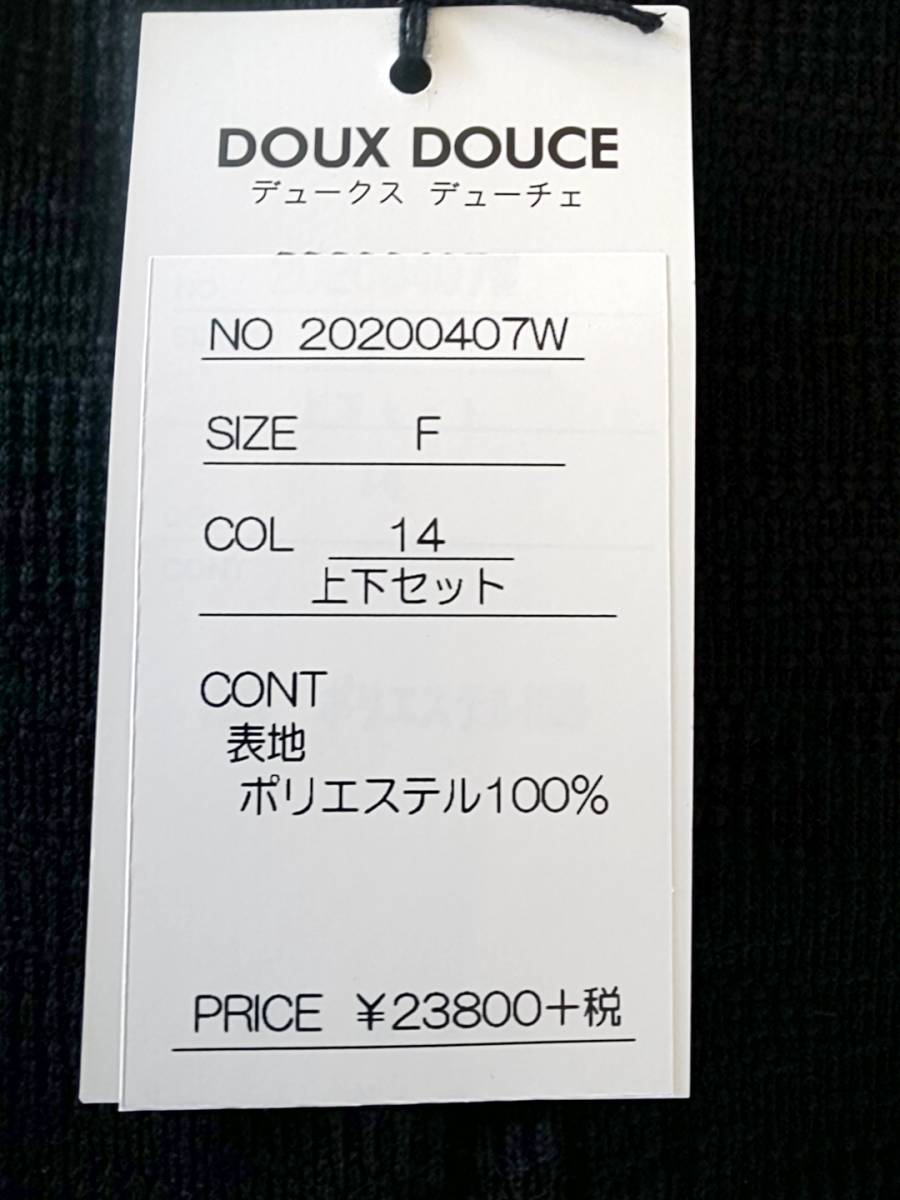 DOUX DOUCE
デュークス デューチェ
NO 20200407W
SIZE F
COL 14
上下セット
CONT
表地
ポリエステル100%
PRICE ¥23800+税